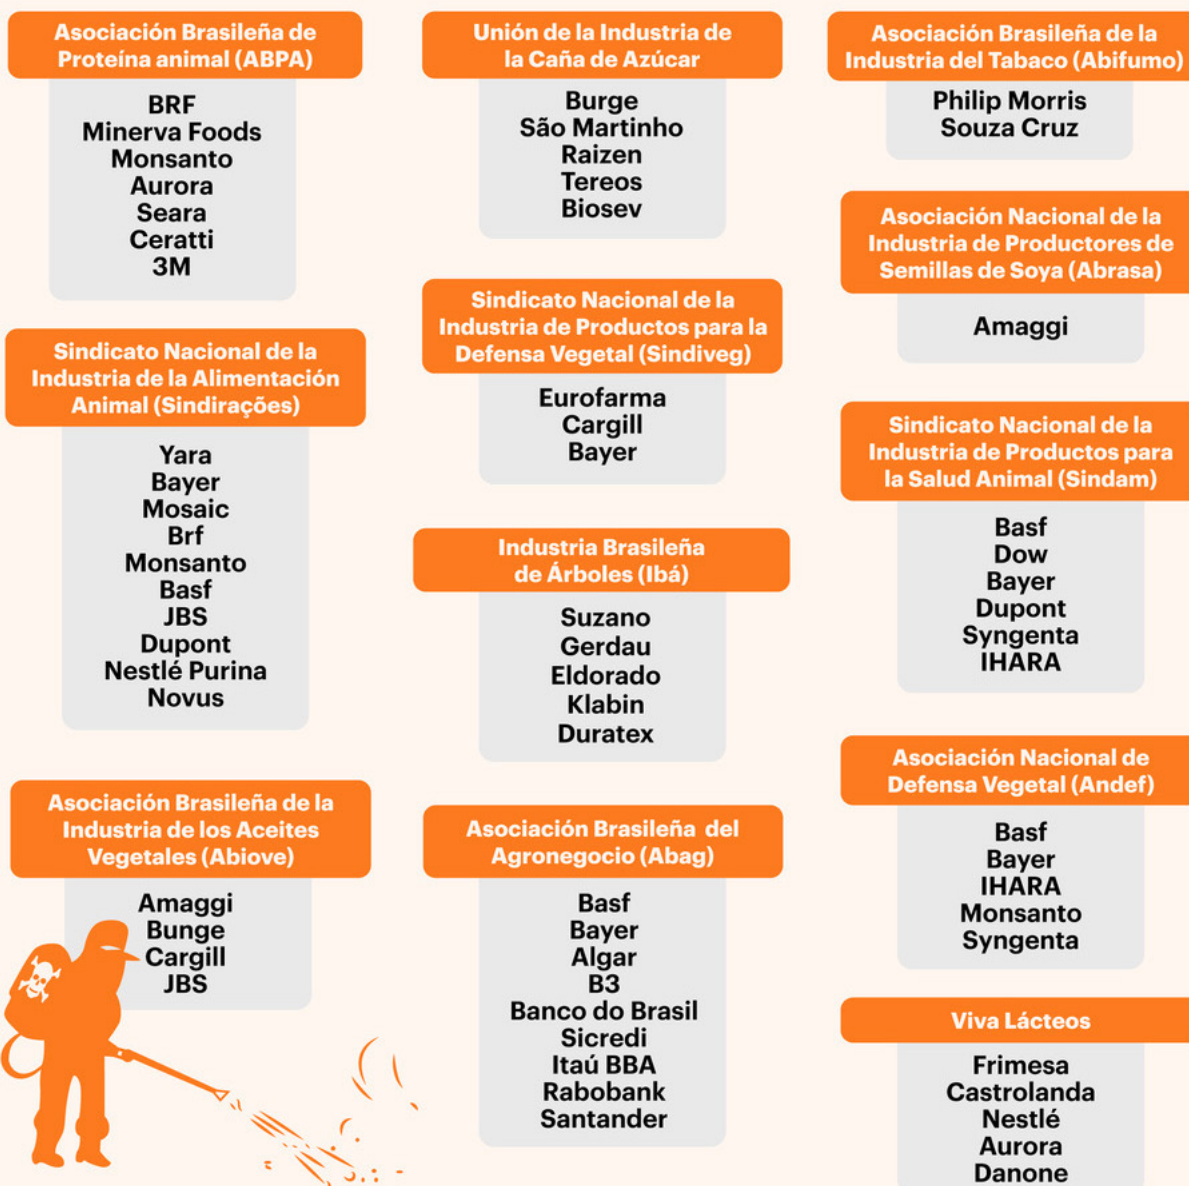 Asociación Brasileña de
Proteína animal (ABPA)
BRF
Minerva Foods
Monsanto
Aurora
Seara
Ceratti
3M
Sindicato Nacional de la
Industria de la Alimentación
Animal (Sindirações)
Yara
Bayer
Mosaic
Brf
Monsanto
Basf
JBS
Dupont
Nestlé Purina
Novus
Asociación Brasileña de la
Industria de los Aceites
Vegetales (Abiove)
Amaggi
Bunge
Cargill
JBS
Unión de la Industria de
la Caña de Azúcar
Burge
São Martinho
Raizen
Tereos
Biosev
Sindicato Nacional de la
Industria de Productos para la
Defensa Vegetal (Sindiveg)
Eurofarma
Cargill
Bayer
Industria Brasileña
de Árboles (Ibá)
Suzano
Gerdau
Eldorado
Klabin
Duratex
Asociación Brasileña del
Agronegocio (Abag)
Basf
Bayer
Algar
B3
Banco do Brasil
Sicredi
Itaú BBA
Rabobank
Santander
Asociación Brasileña de la
Industria del Tabaco (Abifumo)
Philip Morris
Souza Cruz
Asociación Nacional de la
Industria de Productores de
Semillas de Soya (Abrasa)
Amaggi
Sindicato Nacional de la
Industria de Productos para
la Salud Animal (Sindam)
Basf
Dow
Bayer
Dupont
Syngenta
IHARA
Asociación Nacional de
Defensa Vegetal (Andef)
Basf
Bayer
IHARA
Monsanto
Syngenta
Viva Lácteos
Frimesa
Castrolanda
Nestlé
Aurora
Danone